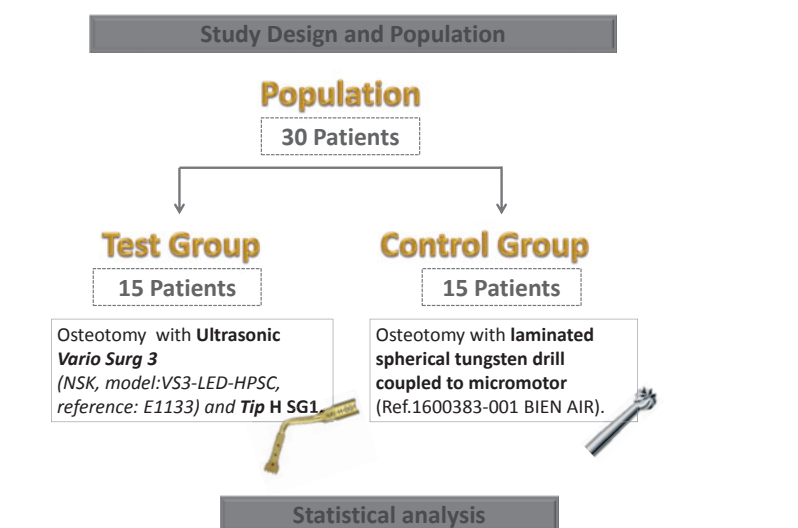 Study Design and Population
Population
30 Patients
Test Group
15 Patients
Osteotomy with Ultrasonic
Vario Surg 3
(NSK, model:VS3-LED-HPSC,
reference: E1133) and Tip H SG1.
Control Group
15 Patients
Osteotomy with laminated
spherical tungsten drill
coupled to micromotor
(Ref.1600383-001 BIEN AIR).
Statistical analysis